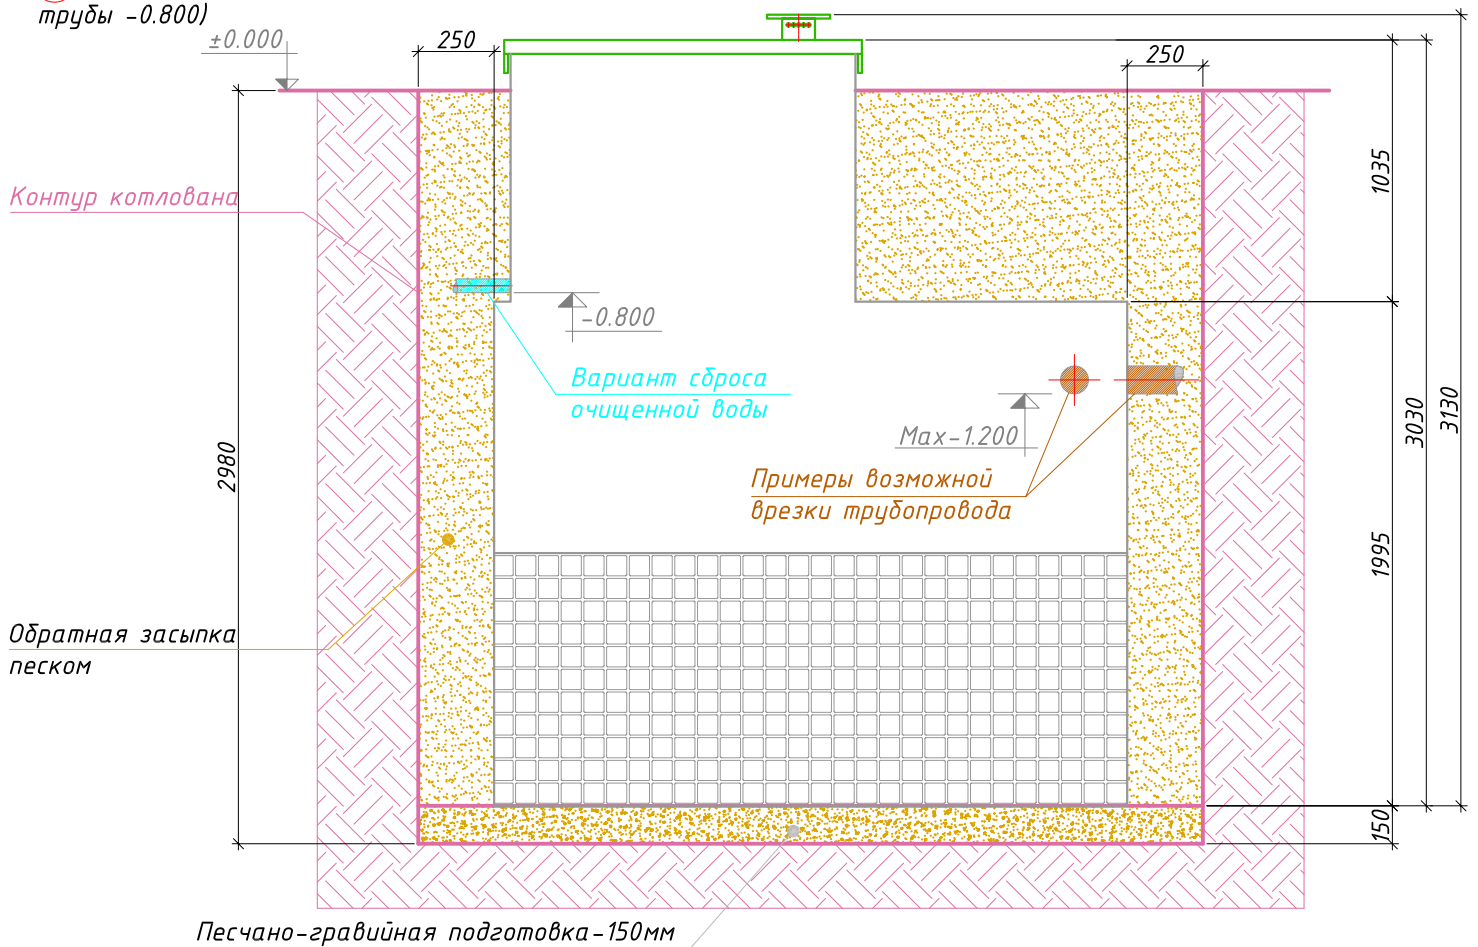 трубы -0.800)
±0.000
250
250
Контур котлована
1035
-0.800
Вариант сброса
очищенной воды
Max-1.200
3030
3130
2980
Примеры возможной
врезки трубопровода
1995
Обратная засыпка
песком
150
Песчано-гравийная подготовка-150мм